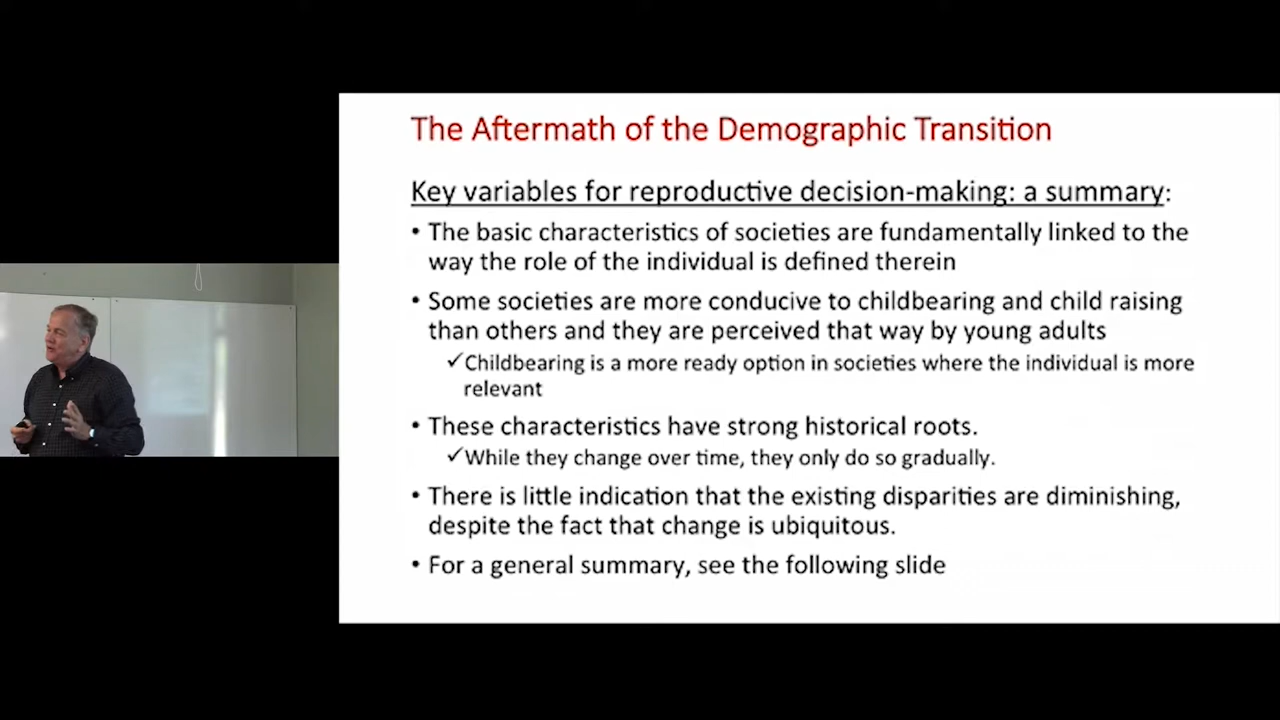 The Aftermath of the Demographic Transition
Key variables for reproductive decision-making: a summary:
• The basic characteristics of societies are fundamentally linked to the
way the role of the individual is defined therein
• Some societies are more conducive to childbearing and child raising
than others and they are perceived that way by young adults
✓Childbearing is a more ready option in societies where the individual is more
relevant
• These characteristics have strong historical roots.
✓While they change over time, they only do so gradually.
• There is little indication that the existing disparities are diminishing,
despite the fact that change is ubiquitous.
• For a general summary, see the following slide